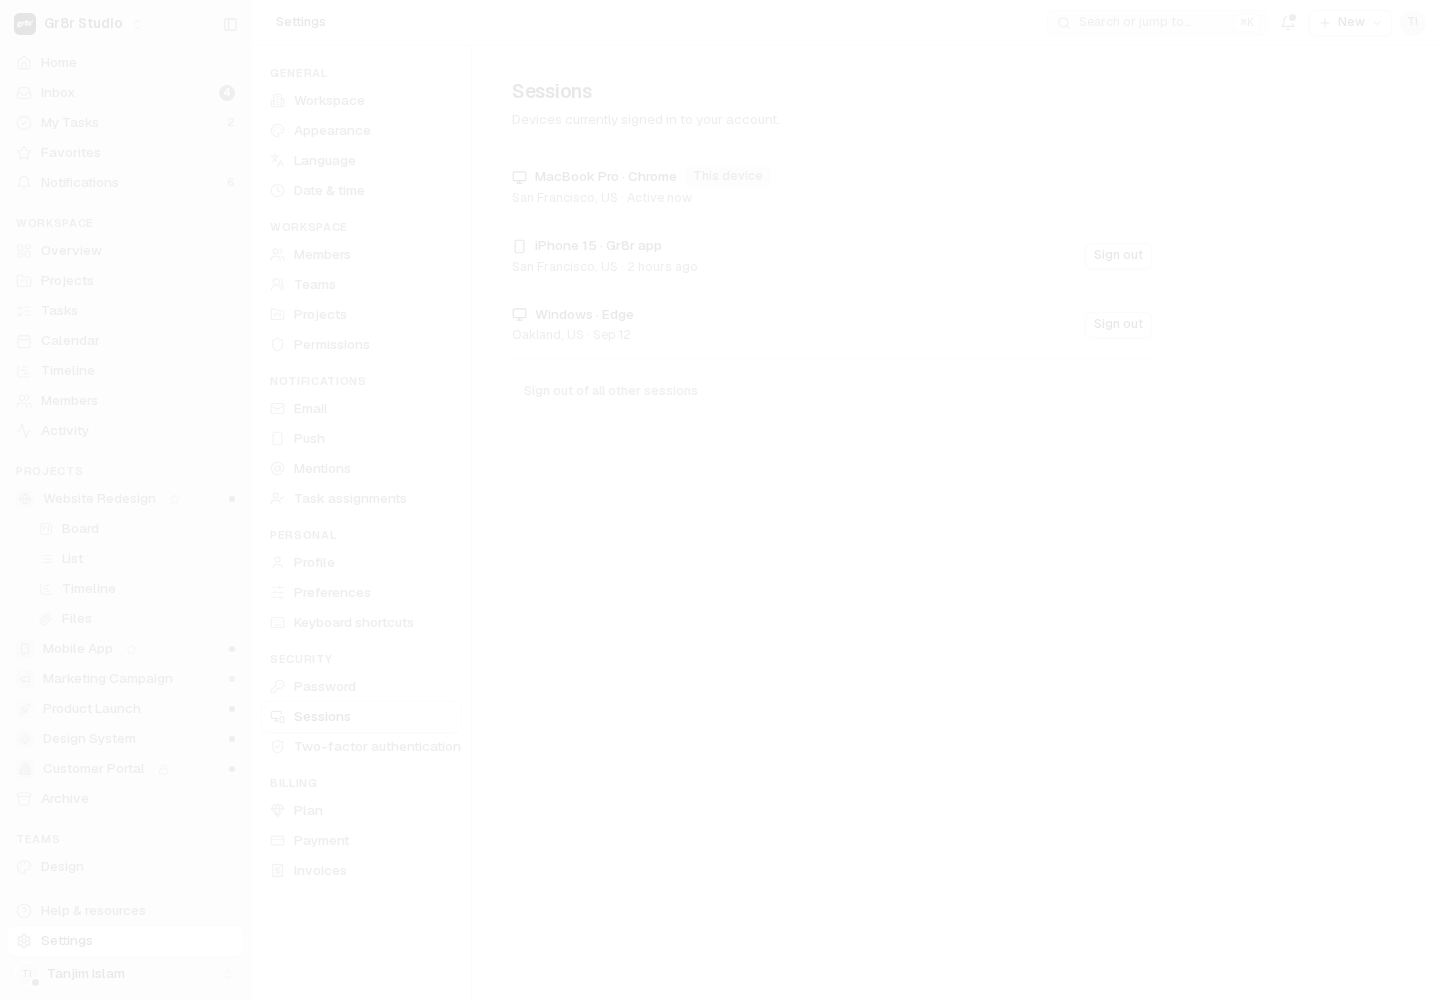 Gr8r Studio
Home
Inbox 4
My Tasks 2
Favorites
Notifications 6
WORKSPACE
Overview
Projects
Tasks
Calendar
Timeline
Members
Activity
PROJECTS
Website Redesign
Board
List
Timeline
Files
Mobile App
Marketing Campaign
Product Launch
Design System
Customer Portal
Archive
TEAMS
Design
Help & resources
Settings
TI Tanjim Islam
Settings
Search or jump to... ⌘K
New
TI
GENERAL
Workspace
Appearance
Language
Date & time
WORKSPACE
Members
Teams
Projects
Permissions
NOTIFICATIONS
Email
Push
Mentions
Task assignments
PERSONAL
Profile
Preferences
Keyboard shortcuts
SECURITY
Password
Sessions
Two-factor authentication
BILLING
Plan
Payment
Invoices
Sessions
Devices currently signed in to your account.
MacBook Pro · Chrome This device
San Francisco, US · Active now
iPhone 15 · Gr8r app
San Francisco, US · 2 hours ago
Sign out
Windows · Edge
Oakland, US · Sep 12
Sign out
Sign out of all other sessions